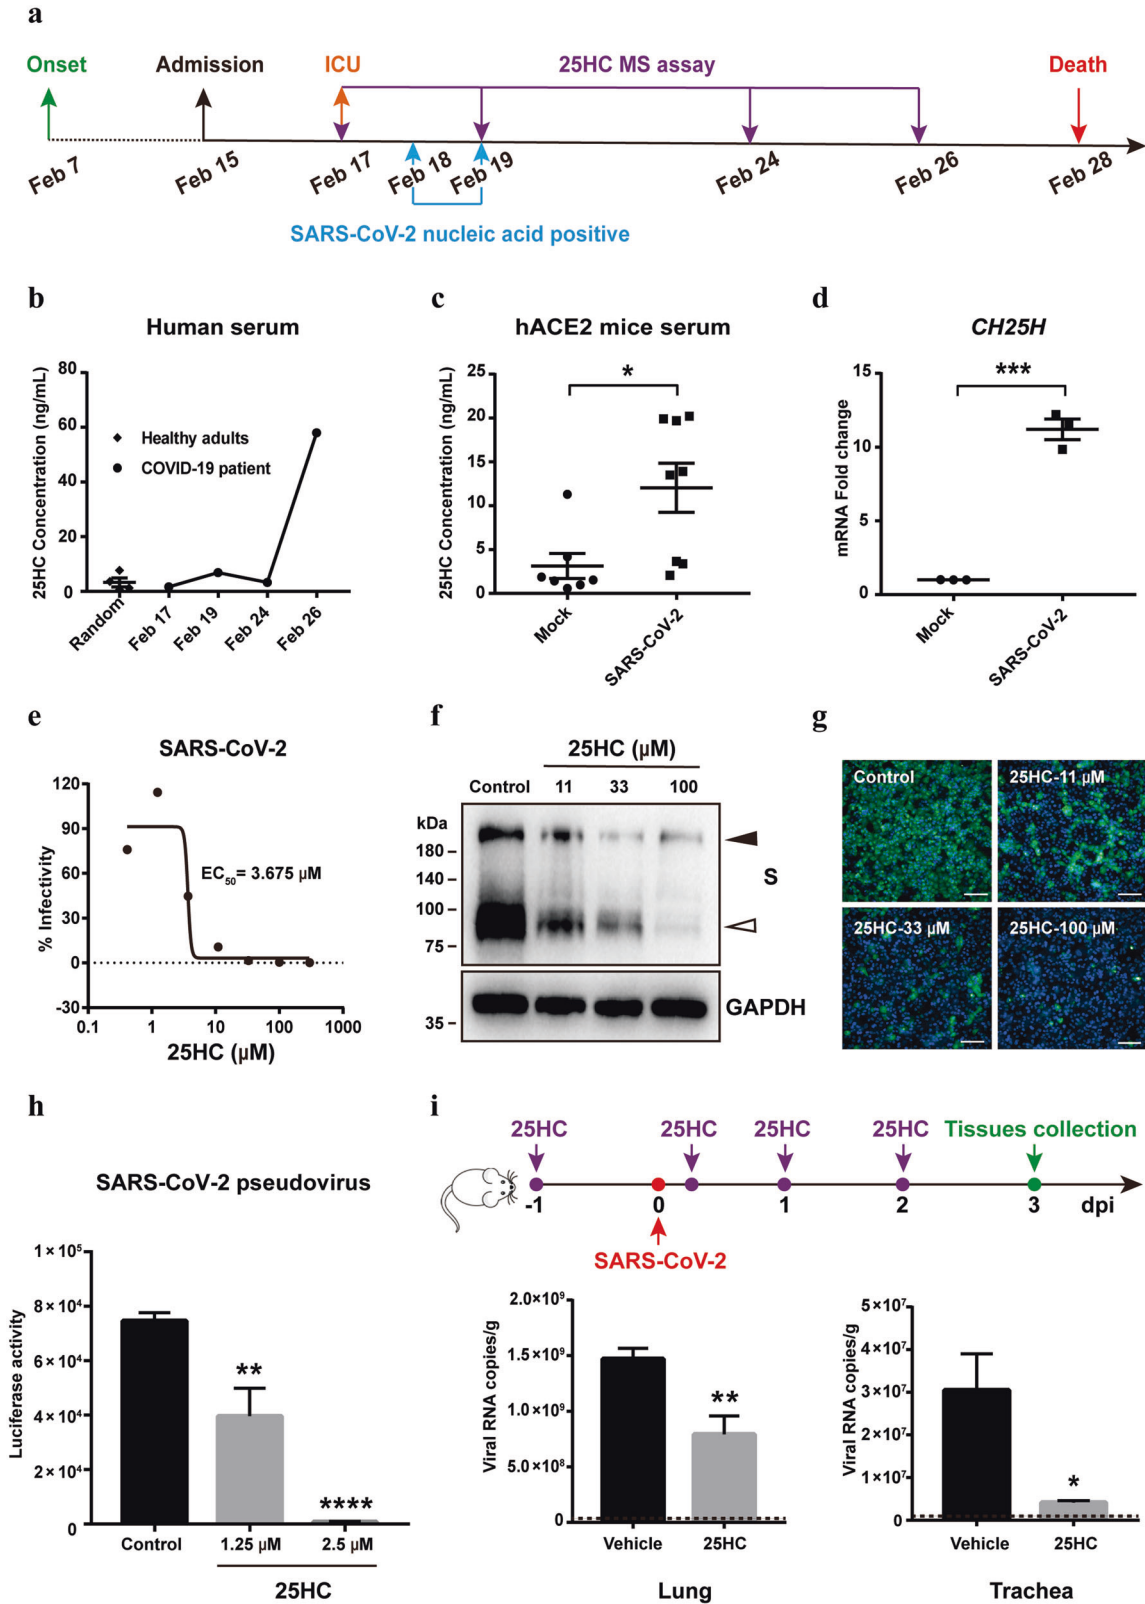 a
Onset Admission ICU 25HC MS assay Death
Feb 7 Feb 15 Feb 17 Feb 18 Feb 19 Feb 24 Feb 26 Feb 28
SARS-CoV-2 nucleic acid positive
b
Human serum
25HC Concentration (ng/mL)
80
60
40
20
0
Healthy adults
COVID-19 patient
Random Feb 17 Feb 19 Feb 24 Feb 26
c
hACE2 mice serum
25HC Concentration (ng/mL)
25
20
15
10
5
0
*
Mock SARS-CoV-2
d
CH25H
mRNA Fold change
15
10
5
0
***
Mock SARS-CoV-2
e
SARS-CoV-2
% Infectivity
120
90
60
30
0
-30
EC50= 3.675 µM
0.1 1 10 100 1000
25HC (µM)
f
25HC (µM)
Control 11 33 100
kDa
180
140
100
75
35
S
GAPDH
g
Control 25HC-11 µM
25HC-33 µM 25HC-100 µM
h
SARS-CoV-2 pseudovirus
Luciferase activity
1×10⁵
8×10⁴
6×10⁴
4×10⁴
2×10⁴
0
**
****
Control 1.25 µM 2.5 µM
25HC
i
25HC 25HC 25HC 25HC Tissues collection
-1 0 1 2 3 dpi
SARS-CoV-2
Viral RNA copies/g
2.0×10⁹
1.5×10⁹
1.0×10⁹
5.0×10⁸
0
**
Vehicle 25HC
Lung
Viral RNA copies/g
5×10⁷
4×10⁷
3×10⁷
2×10⁷
1×10⁷
0
*
Vehicle 25HC
Trachea